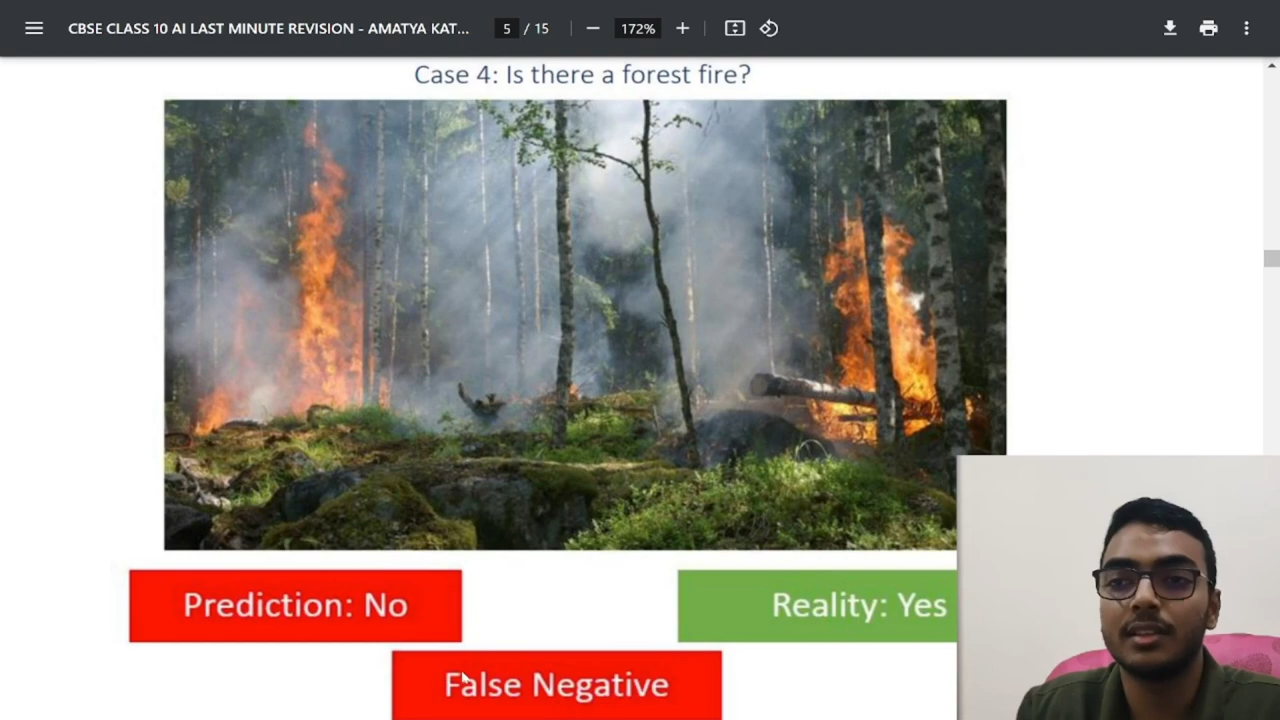 CBSE CLASS 10 AI LAST MINUTE REVISION - AMATYA KAT...
5 / 15
172%
Case 4: Is there a forest fire?
Prediction: No
Reality: Yes
False Negative